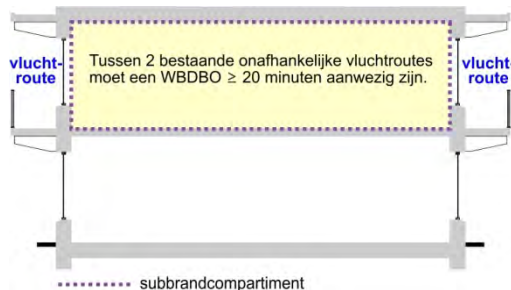 Tussen 2 bestaande onafhankelijke vluchtroutes
moet een WBDBO ≥ 20 minuten aanwezig zijn.
vlucht-
route
vlucht-
route
subbrandcompartiment